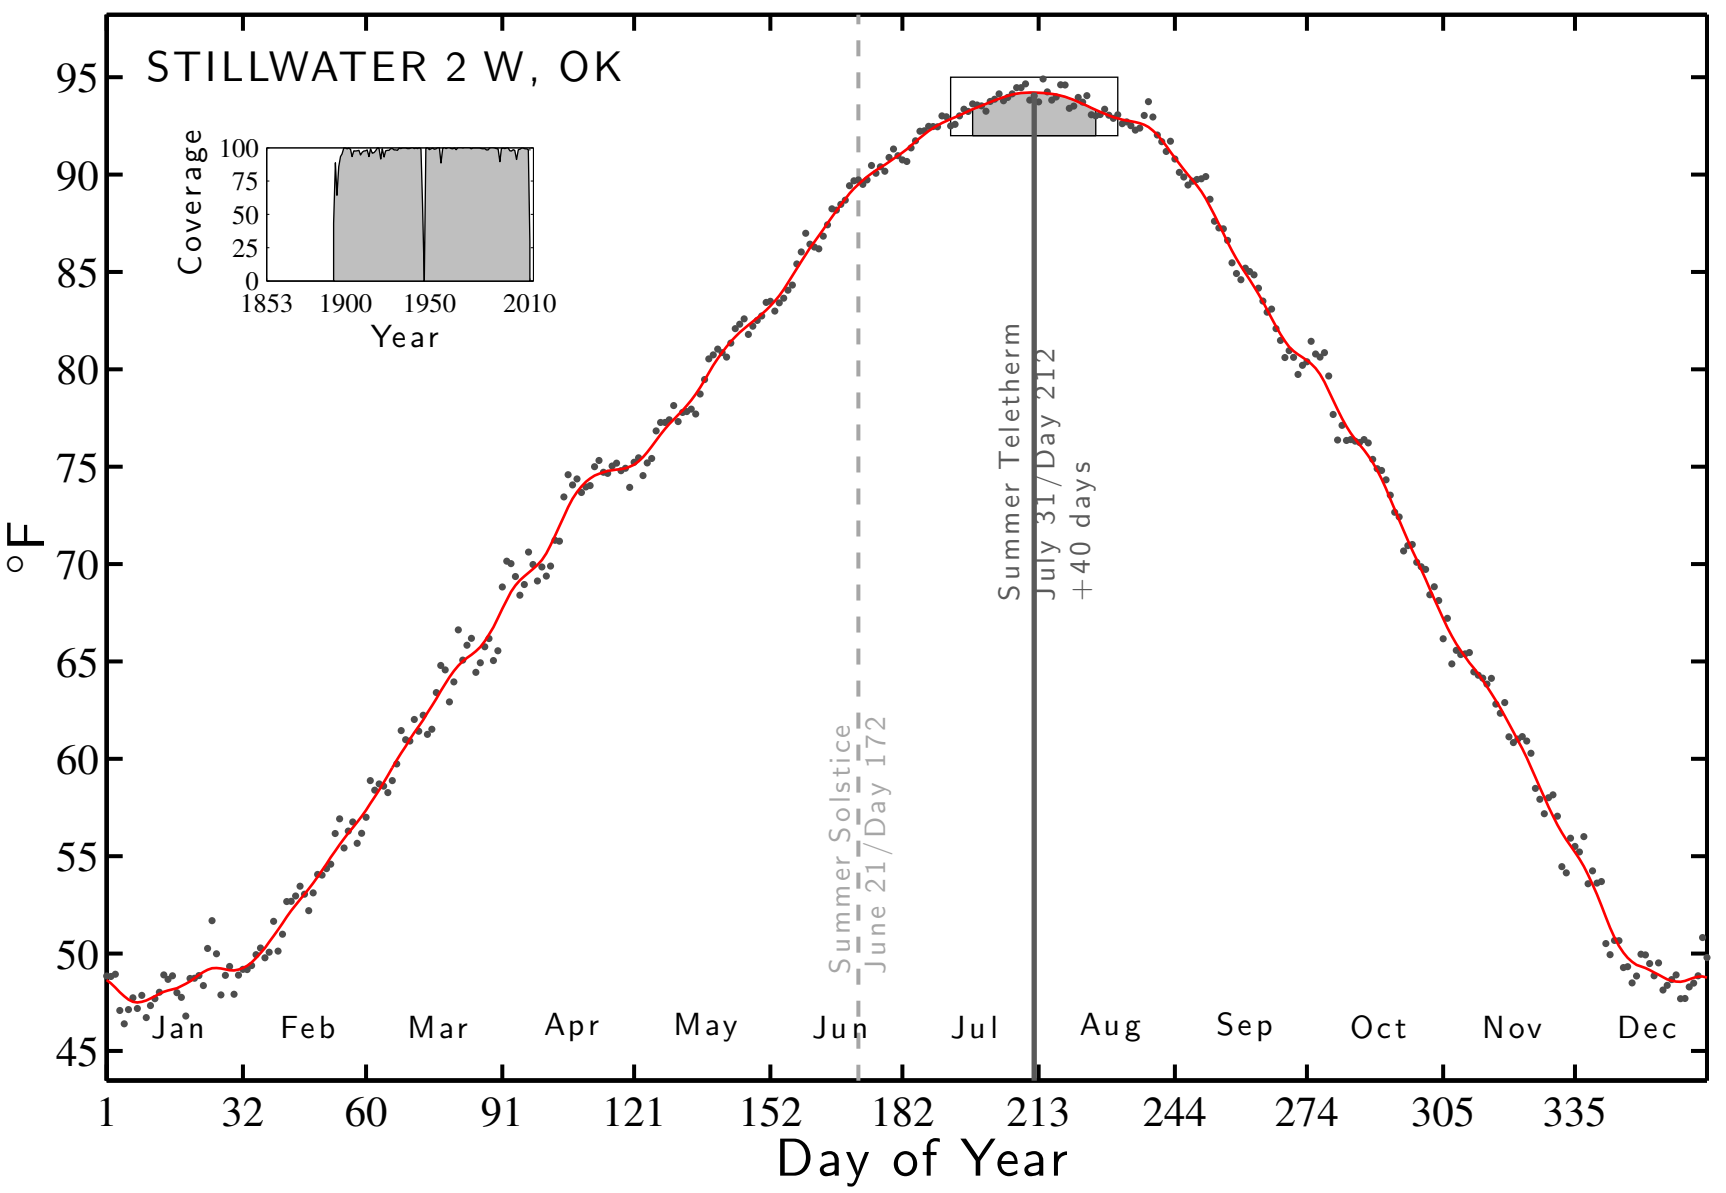 STILLWATER 2 W, OK
Coverage
100
75
50
25
0
1853 1900 1950 2010
Year
°F
95
90
85
80
75
70
65
60
55
50
45
Summer Solstice
June 21/Day 172
Summer Teletherm
July 31/Day 212
+40 days
Jan Feb Mar Apr May Jun Jul Aug Sep Oct Nov Dec
1 32 60 91 121 152 182 213 244 274 305 335
Day of Year